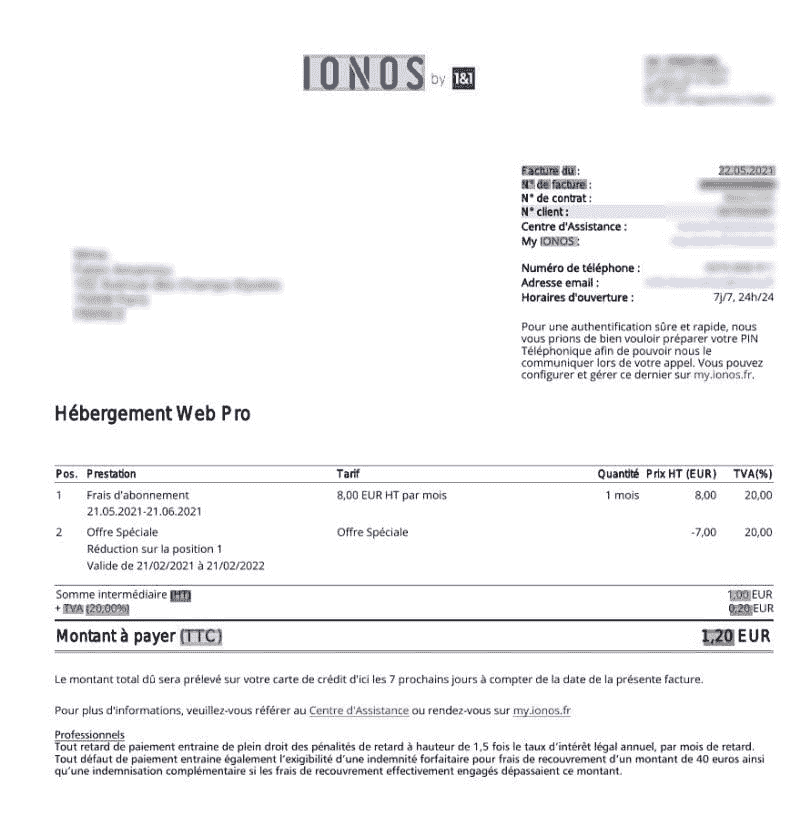 IONOS by 1&1
Facture du : 22.05.2021
N° de facture :
N° de contrat :
N° client :
Centre d'Assistance :
My IONOS :
Numéro de téléphone :
Adresse email :
Horaires d'ouverture : 7j/7, 24h/24
Pour une authentification sûre et rapide, nous
vous prions de bien vouloir préparer votre PIN
Téléphonique afin de pouvoir nous le
communiquer lors de votre appel. Vous pouvez
configurer et gérer ce dernier sur my.ionos.fr.
Hébergement Web Pro
Pos. Prestation Tarif Quantité Prix HT (EUR) TVA(%)
1 Frais d'abonnement 8,00 EUR HT par mois 1 mois 8,00 20,00
21.05.2021-21.06.2021
2 Offre Spéciale Offre Spéciale -7,00 20,00
Réduction sur la position 1
Valide de 21/02/2021 à 21/02/2022
Somme intermédiaire (HT) 1,00 EUR
+ TVA (20,00%) 0,20 EUR
Montant à payer (TTC) 1,20 EUR
Le montant total dû sera prélevé sur votre carte de crédit d'ici les 7 prochains jours à compter de la date de la présente facture.
Pour plus d'informations, veuillez-vous référer au Centre d'Assistance ou rendez-vous sur my.ionos.fr
Professionnels
Tout retard de paiement entraine de plein droit des pénalités de retard à hauteur de 1,5 fois le taux d'intérêt légal annuel, par mois de retard.
Tout défaut de paiement entraine également l'exigibilité d'une indemnité forfaitaire pour frais de recouvrement d'un montant de 40 euros ainsi
qu'une indemnisation complémentaire si les frais de recouvrement effectivement engagés dépassaient ce montant.